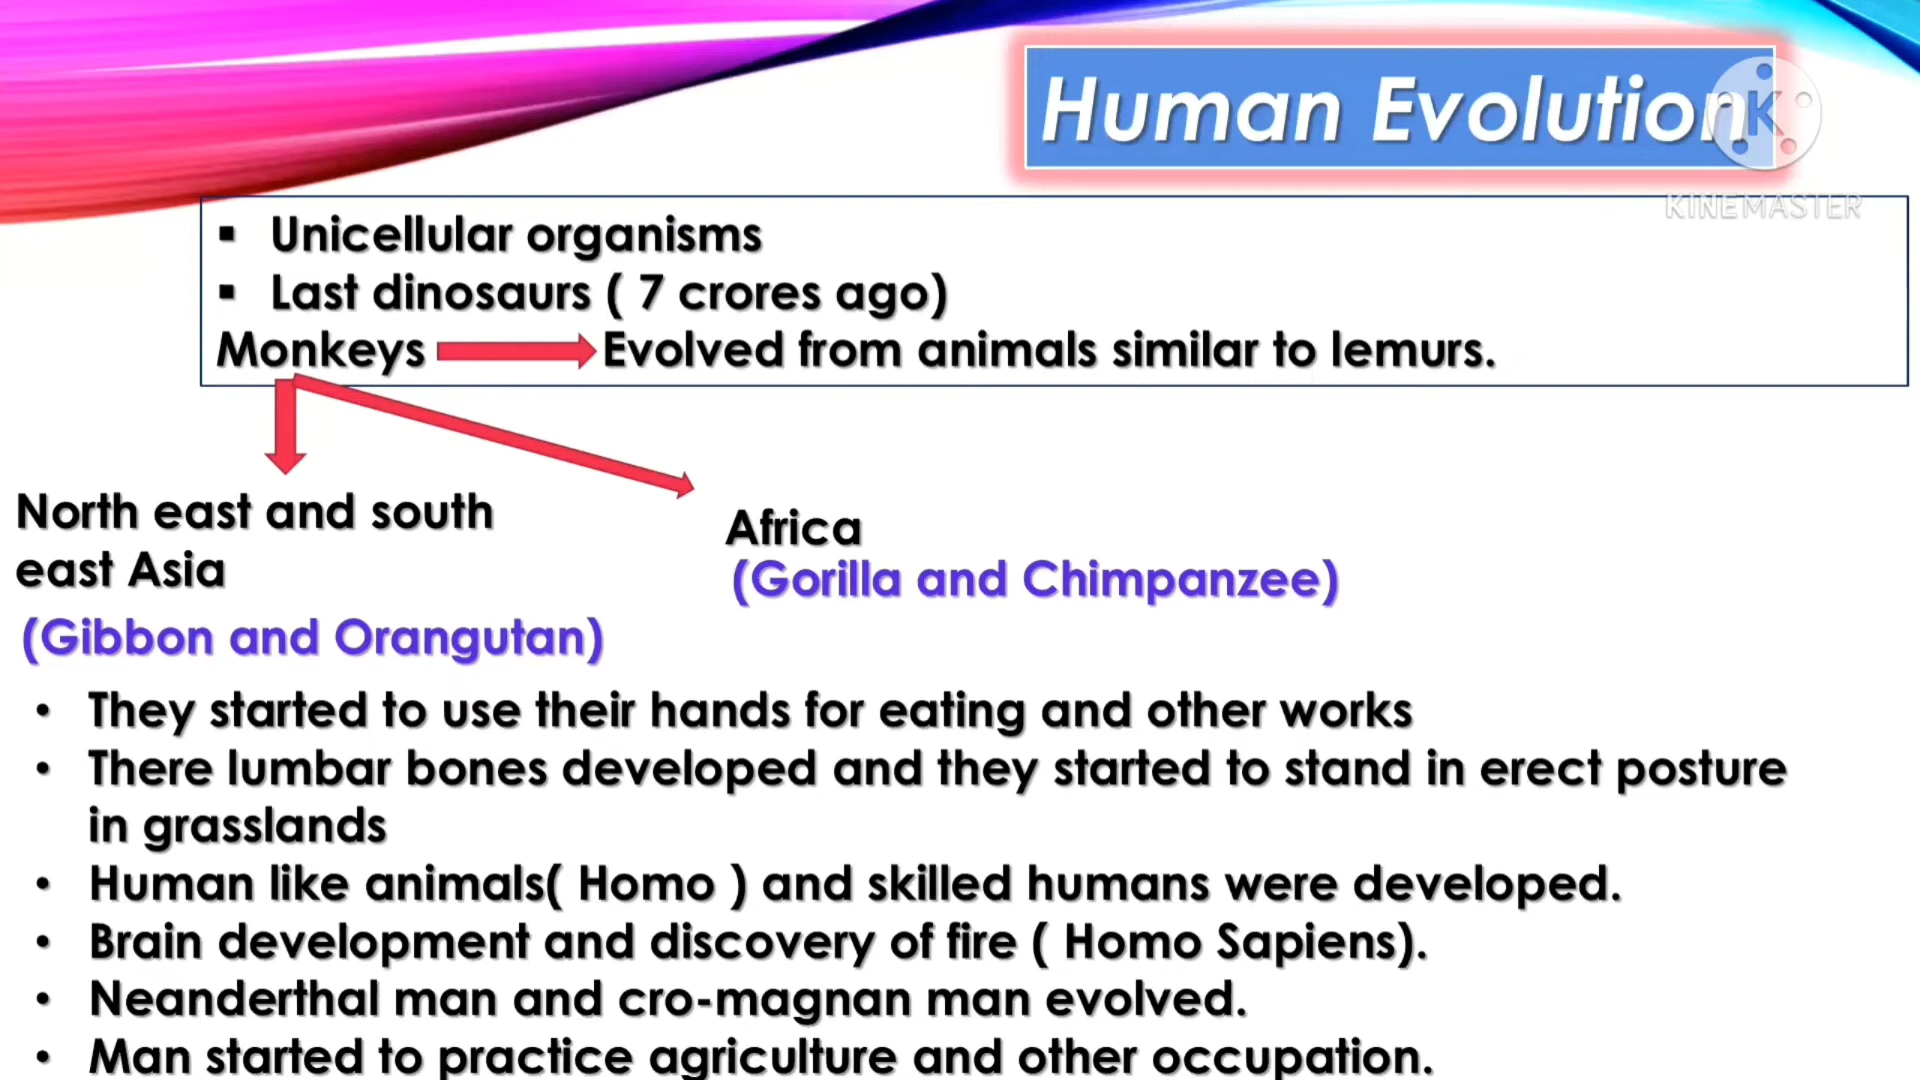 Human Evolution
K
KINEMASTER
▪ Unicellular organisms
▪ Last dinosaurs ( 7 crores ago)
Monkeys Evolved from animals similar to lemurs.
North east and south
east Asia
(Gibbon and Orangutan)
Africa
(Gorilla and Chimpanzee)
• They started to use their hands for eating and other works
• There lumbar bones developed and they started to stand in erect posture
in grasslands
• Human like animals( Homo ) and skilled humans were developed.
• Brain development and discovery of fire ( Homo Sapiens).
• Neanderthal man and cro-magnan man evolved.
• Man started to practice agriculture and other occupation.